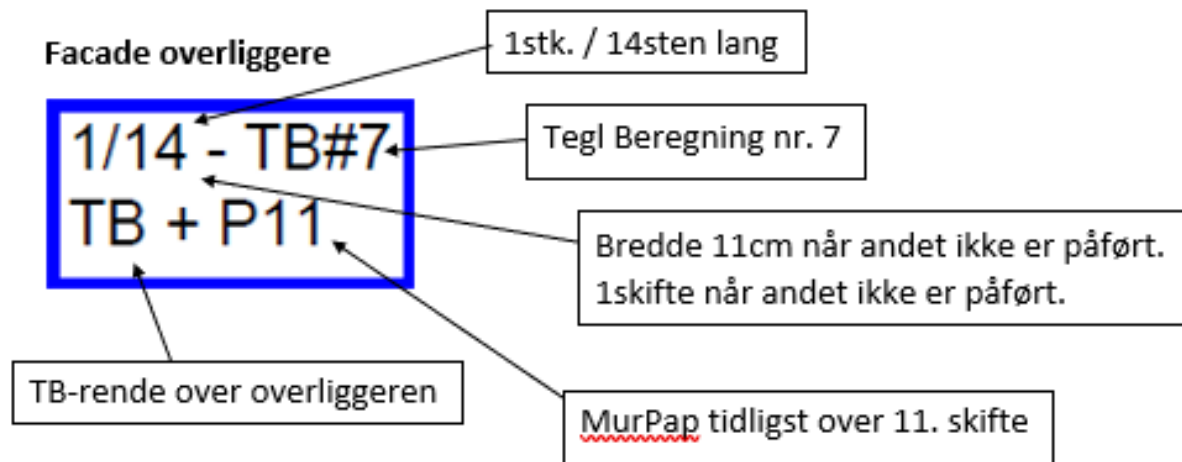 Facade overliggere
1stk. / 14sten lang
1/14 - TB#7
Tegl Beregning nr. 7
TB + P11
Bredde 11cm når andet ikke er påført.
1skifte når andet ikke er påført.
TB-rende over overliggeren
MurPap tidligst over 11. skifte